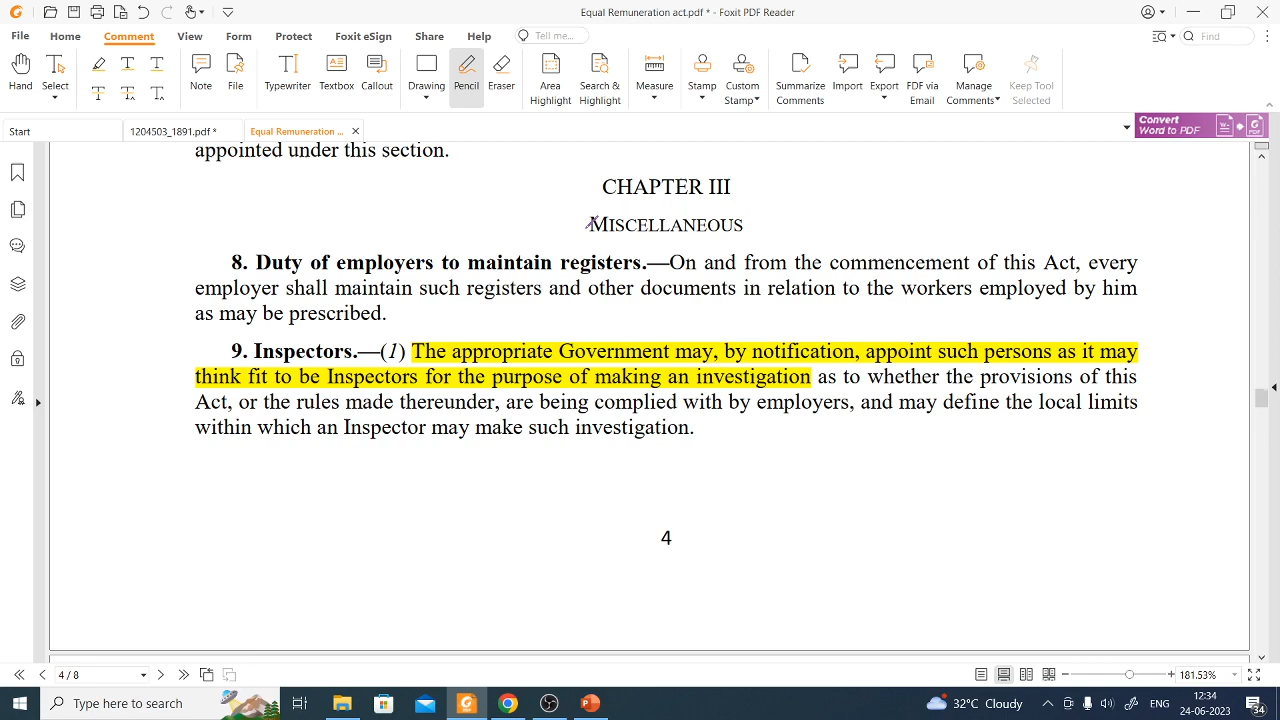 Equal Remuneration act.pdf * - Foxit PDF Reader
File Home Comment View Form Protect Foxit eSign Share Help Tell me... Find
Hand Select Note File Typewriter Textbox Callout Drawing Pencil Eraser Area Highlight Search & Highlight Measure Stamp Custom Stamp Summarize Comments Import Export FDF via Email Manage Comments Keep Tool Selected
Start 1204503_1891.pdf * Equal Remuneration ... Convert Word to PDF
appointed under this section.
CHAPTER III
MISCELLANEOUS
8. Duty of employers to maintain registers.—On and from the commencement of this Act, every
employer shall maintain such registers and other documents in relation to the workers employed by him
as may be prescribed.
9. Inspectors.—(1) The appropriate Government may, by notification, appoint such persons as it may
think fit to be Inspectors for the purpose of making an investigation as to whether the provisions of this
Act, or the rules made thereunder, are being complied with by employers, and may define the local limits
within which an Inspector may make such investigation.
4
4 / 8 181.53%
Type here to search 32°C Cloudy ENG 12:34 24-06-2023 34